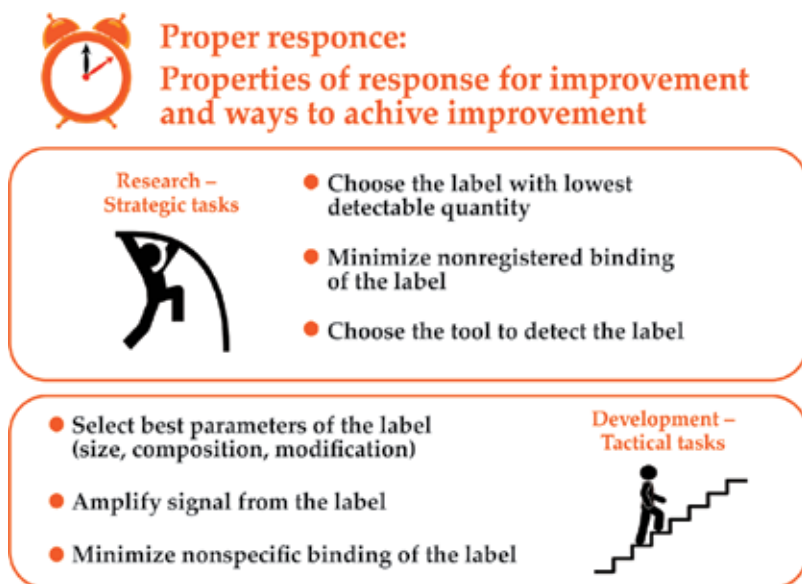 Proper responce:
Properties of response for improvement
and ways to achive improvement
Research –
Strategic tasks
● Choose the label with lowest
detectable quantity
● Minimize nonregistered binding
of the label
● Choose the tool to detect the label
● Select best parameters of the label
(size, composition, modification)
● Amplify signal from the label
● Minimize nonspecific binding of the label
Development –
Tactical tasks